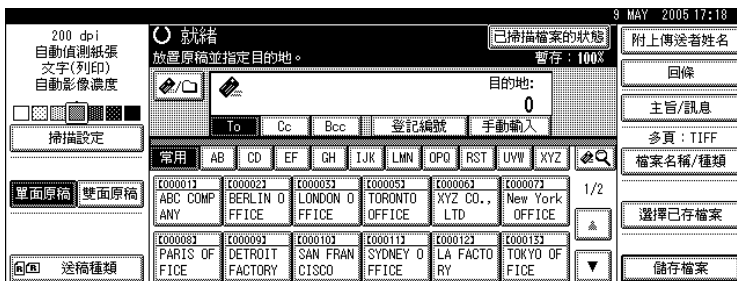 9 MAY 2005 17:18
200 dpi
自動偵測紙張
文字(列印)
自動影像濃度
掃描設定
單面原稿 雙面原稿
送稿種類
就緒
已掃描檔案的狀態
放置原稿並指定目的地。
暫存:100%
目的地:
0
To Cc Bcc 登記編號 手動輸入
常用 AB CD EF GH IJK LMN OPQ RST UVW XYZ
[00001]
ABC COMP
ANY
[00002]
BERLIN O
FFICE
[00003]
LONDON O
FFICE
[00005]
TORONTO
OFFICE
[00006]
XYZ CO.,
LTD
[00007]
New York
OFFICE
[00008]
PARIS OF
FICE
[00009]
DETROIT
FACTORY
[00010]
SAN FRAN
CISCO
[00011]
SYDNEY O
FFICE
[00012]
LA FACTO
RY
[00013]
TOKYO OF
FICE
1/2
附上傳送者姓名
回條
主旨/訊息
多頁:TIFF
檔案名稱/種類
選擇已存檔案
儲存檔案